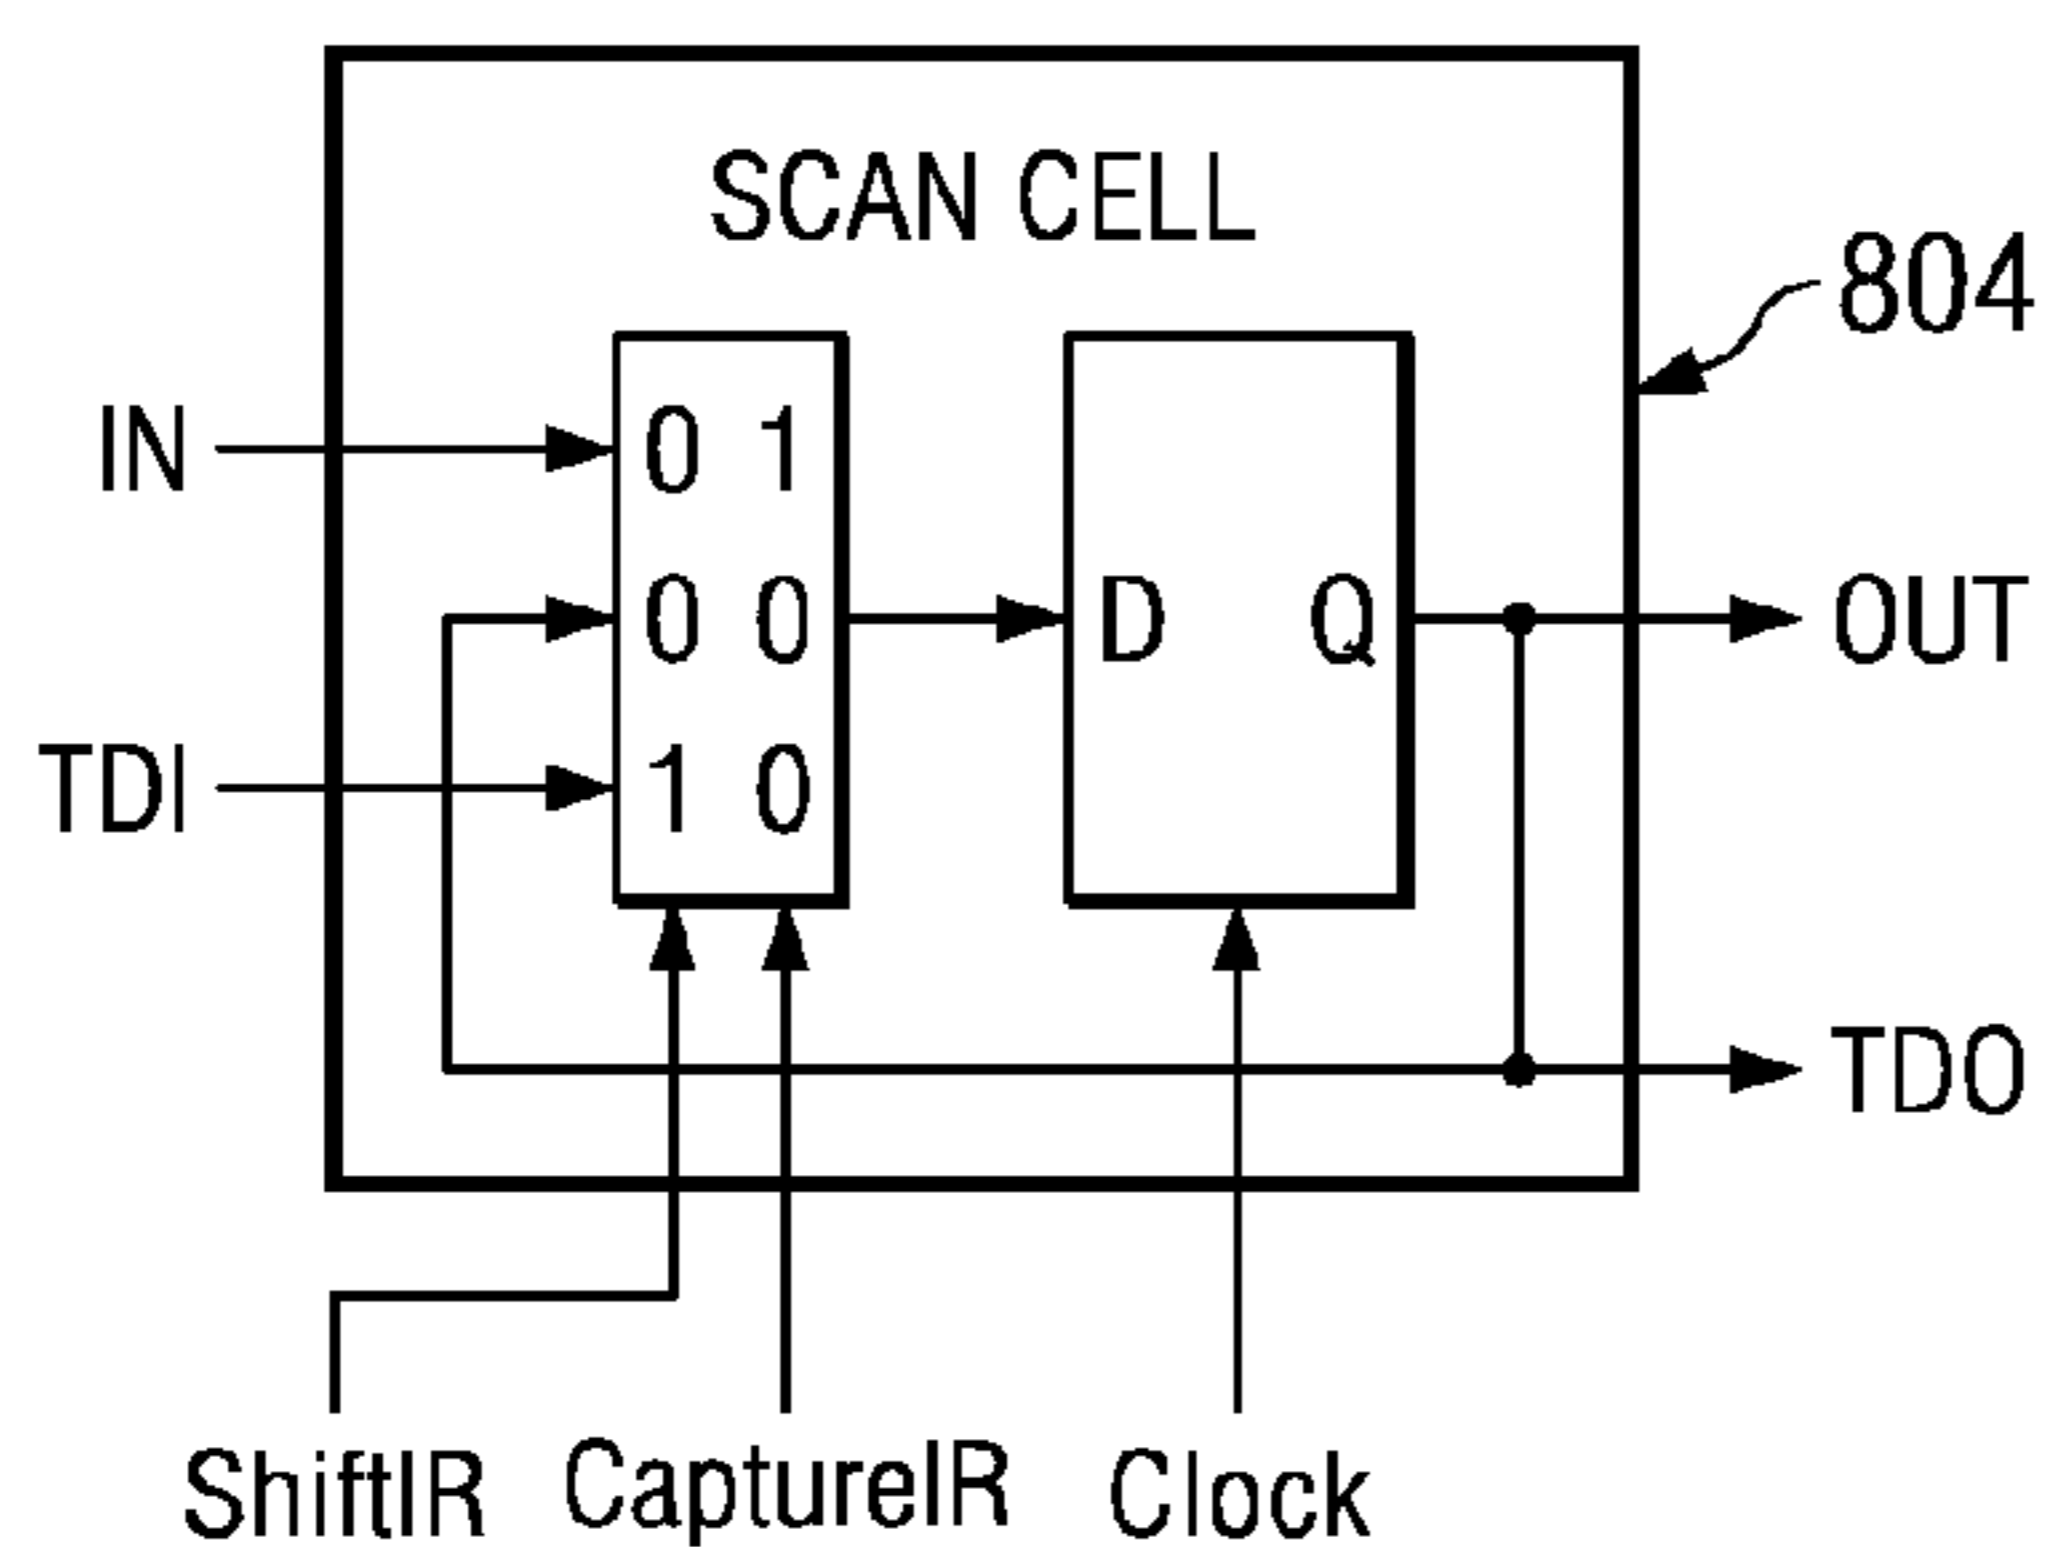 SCAN CELL
804
IN
0 1
0 0
D
Q
OUT
TDI
1 0
TDO
ShiftIR
CaptureIR
Clock